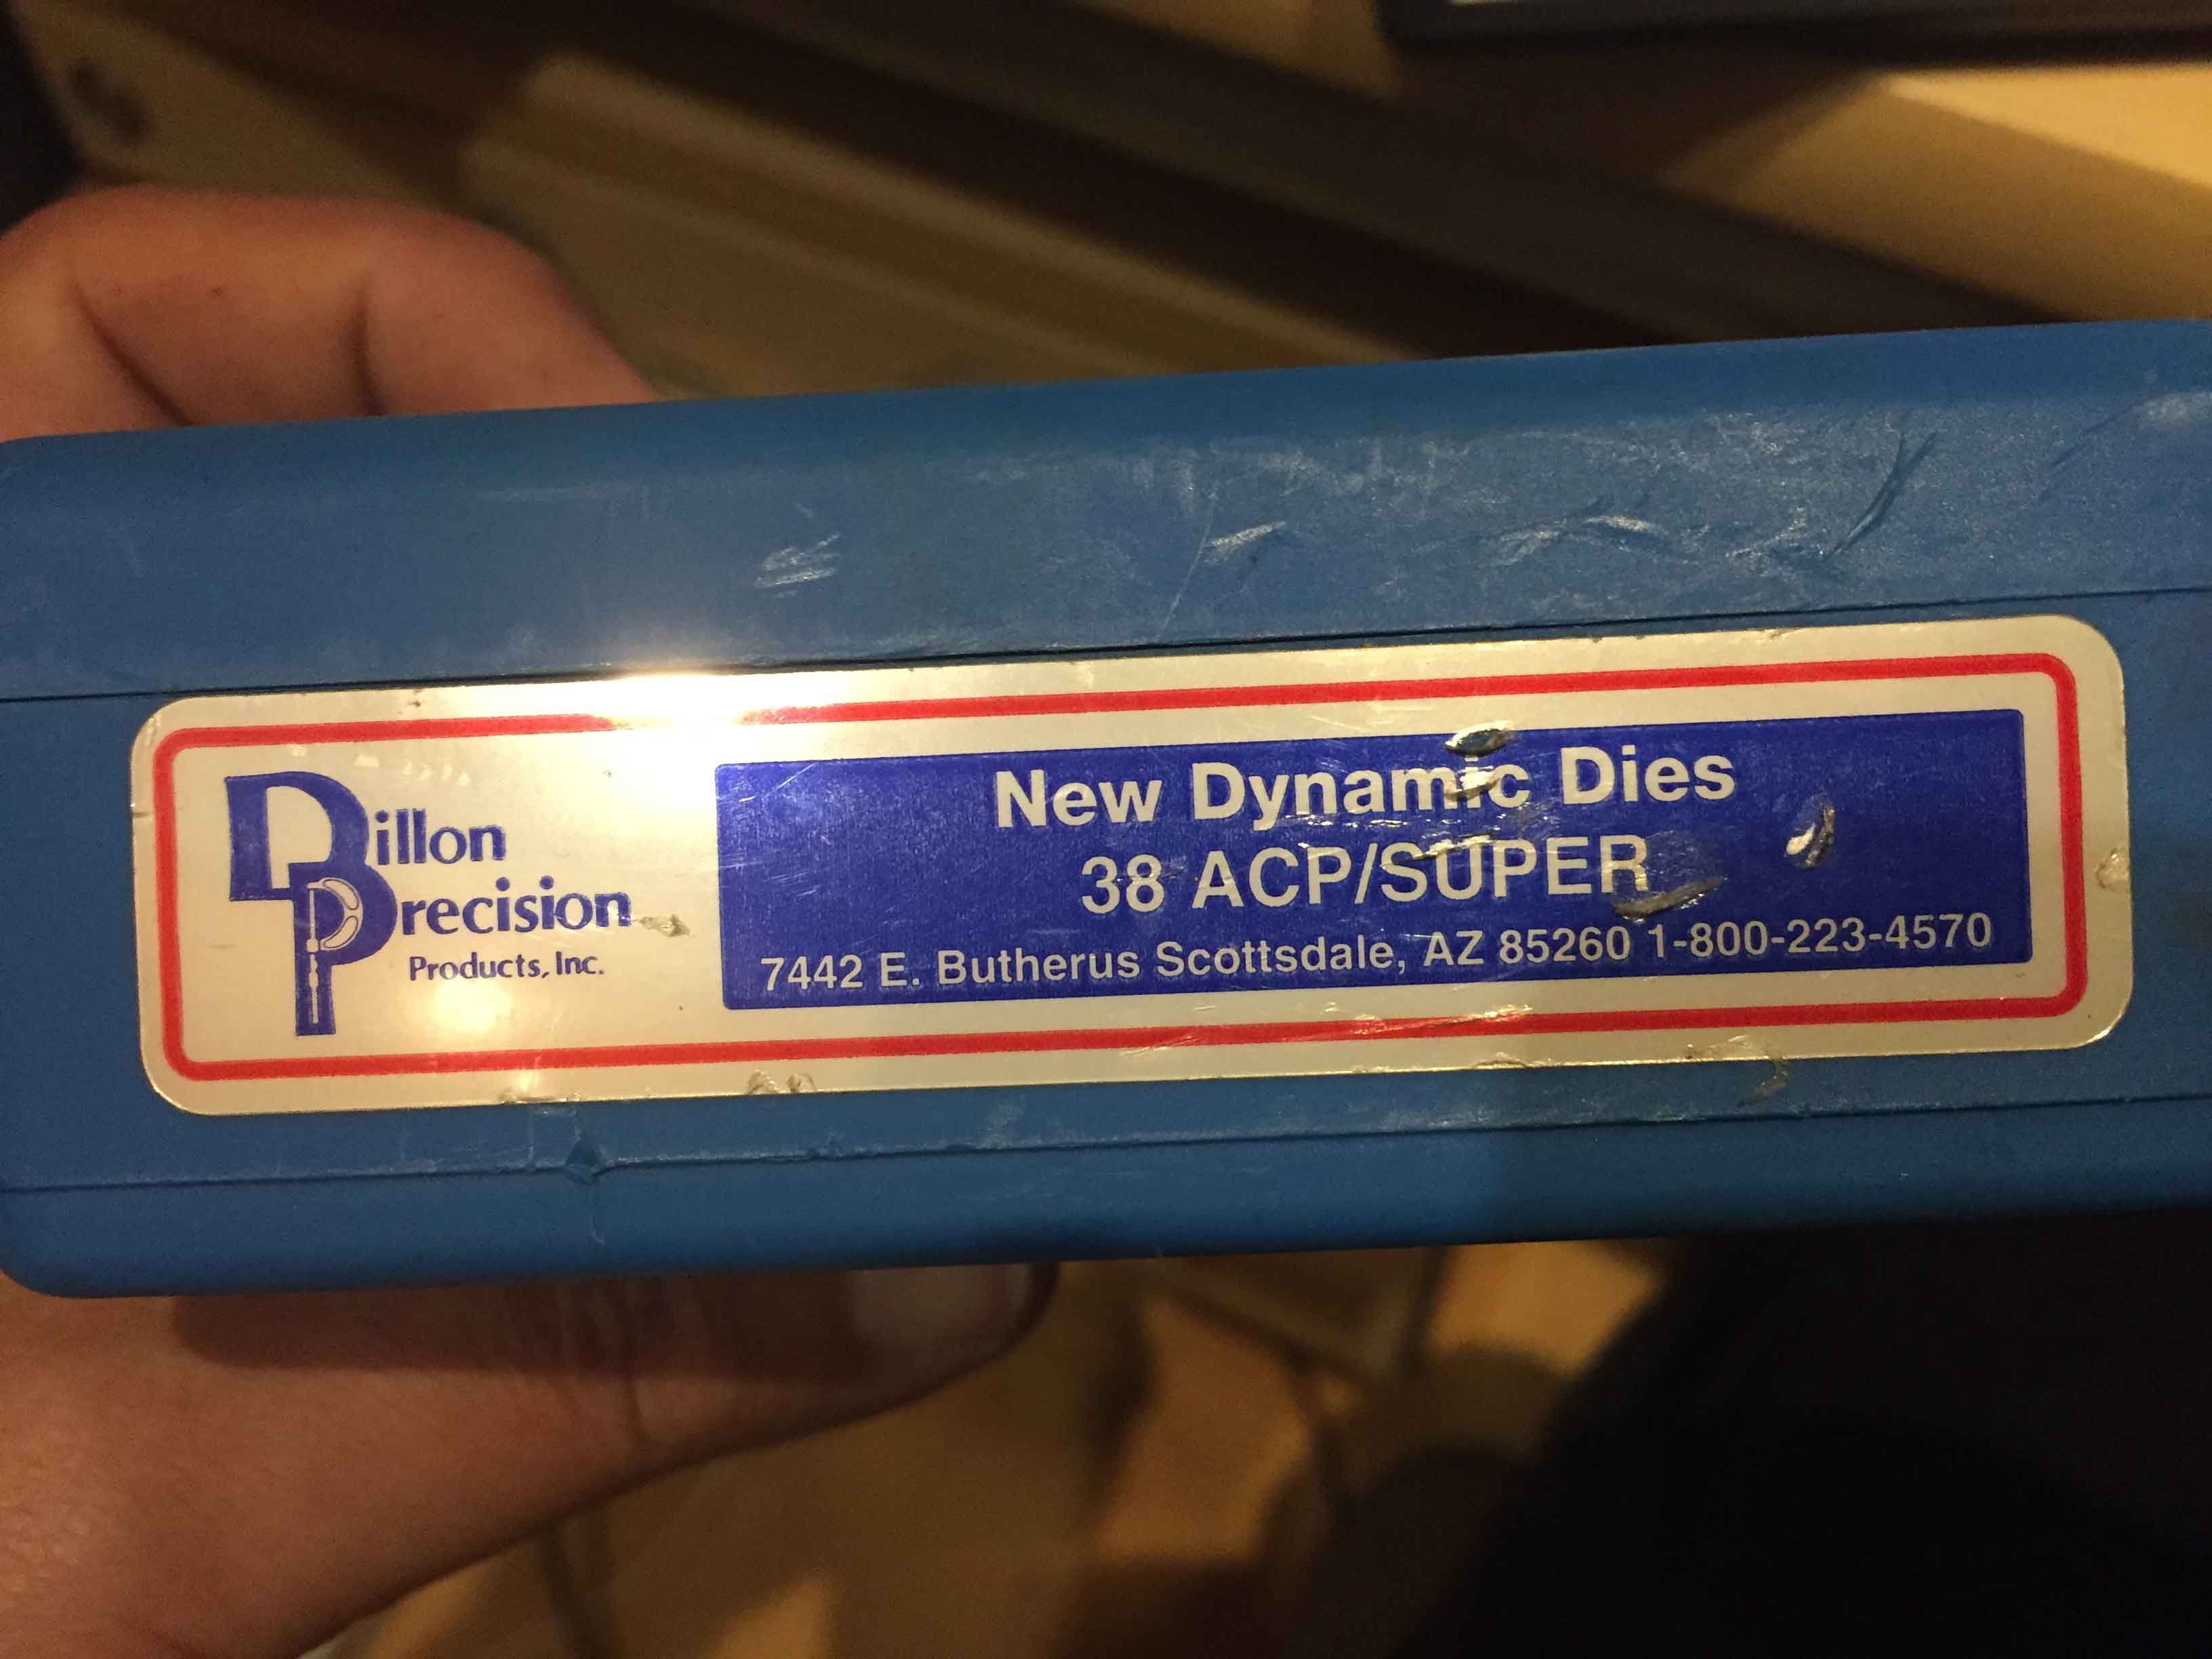 Dillon
Precision
Products, Inc.
New Dynamic Dies
38 ACP/SUPER
7442 E. Butherus Scottsdale, AZ 85260 1-800-223-4570